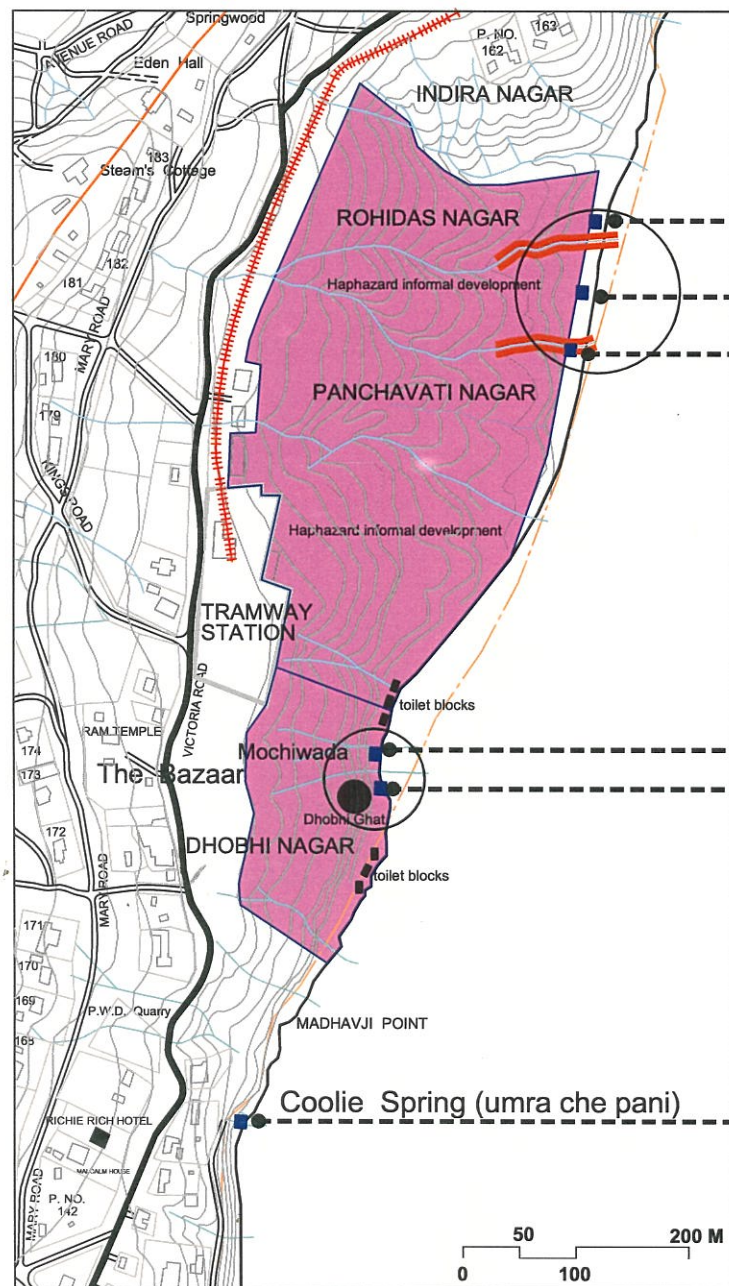 Springwood
163
P. NO.
162
AVENUE ROAD
Eden Hall
INDIRA NAGAR
183
Steam's Cottage
ROHIDAS NAGAR
182
181
Haphazard informal development
MARY ROAD
180
PANCHAVATI NAGAR
179
KINGS ROAD
Haphazard informal development
TRAMWAY
STATION
VICTORIA ROAD
toilet blocks
RAM TEMPLE
174
Mochiwada
173
The Bazaar
Dhobhi Ghat
172
DHOBHI NAGAR
MARY ROAD
toilet blocks
171
170
169
P.W.D. Quarry
MADHAVJI POINT
168
Coolie Spring (umra che pani)
RICHIE RICH HOTEL
MALCALM HOUSE
MARY ROAD
P. NO.
142
50 200 M
0 100